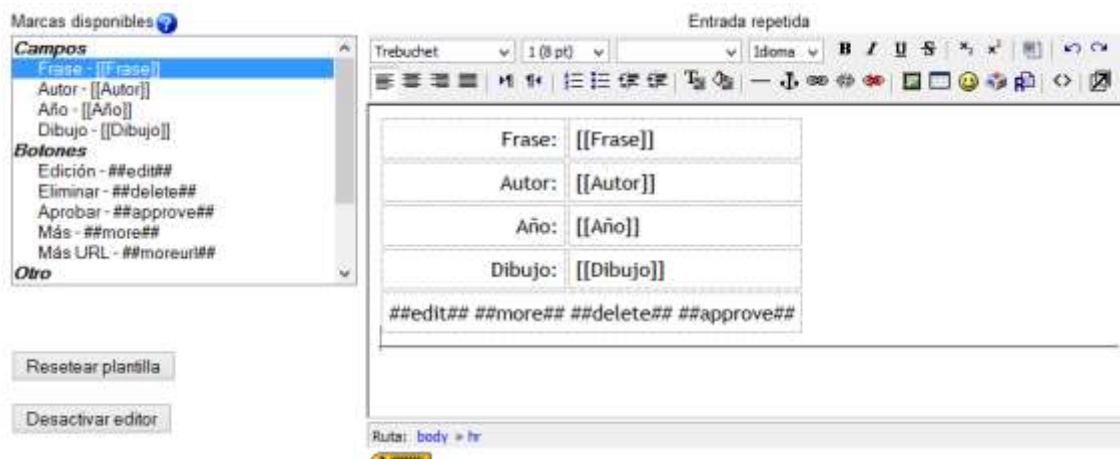 Marcas disponibles
Entrada repetida
Campos
Frase - [[Frase]]
Autor - [[Autor]]
Año - [[Año]]
Dibujo - [[Dibujo]]
Botones
Edición - ##edit##
Eliminar - ##delete##
Aprobar - ##approve##
Más - ##more##
Más URL - ##moreurl##
Otro
Resetear plantilla
Desactivar editor
Trebuchet
1 (8 pt)
Idioma
B I U S
Frase: [[Frase]]
Autor: [[Autor]]
Año: [[Año]]
Dibujo: [[Dibujo]]
##edit## ##more## ##delete## ##approve##
Ruta: body » hr